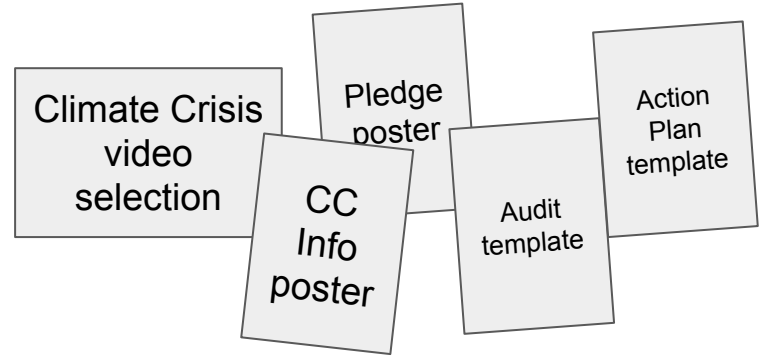 Climate Crisis
video
selection
Pledge
poster
CC
Info
poster
Audit
template
Action
Plan
template